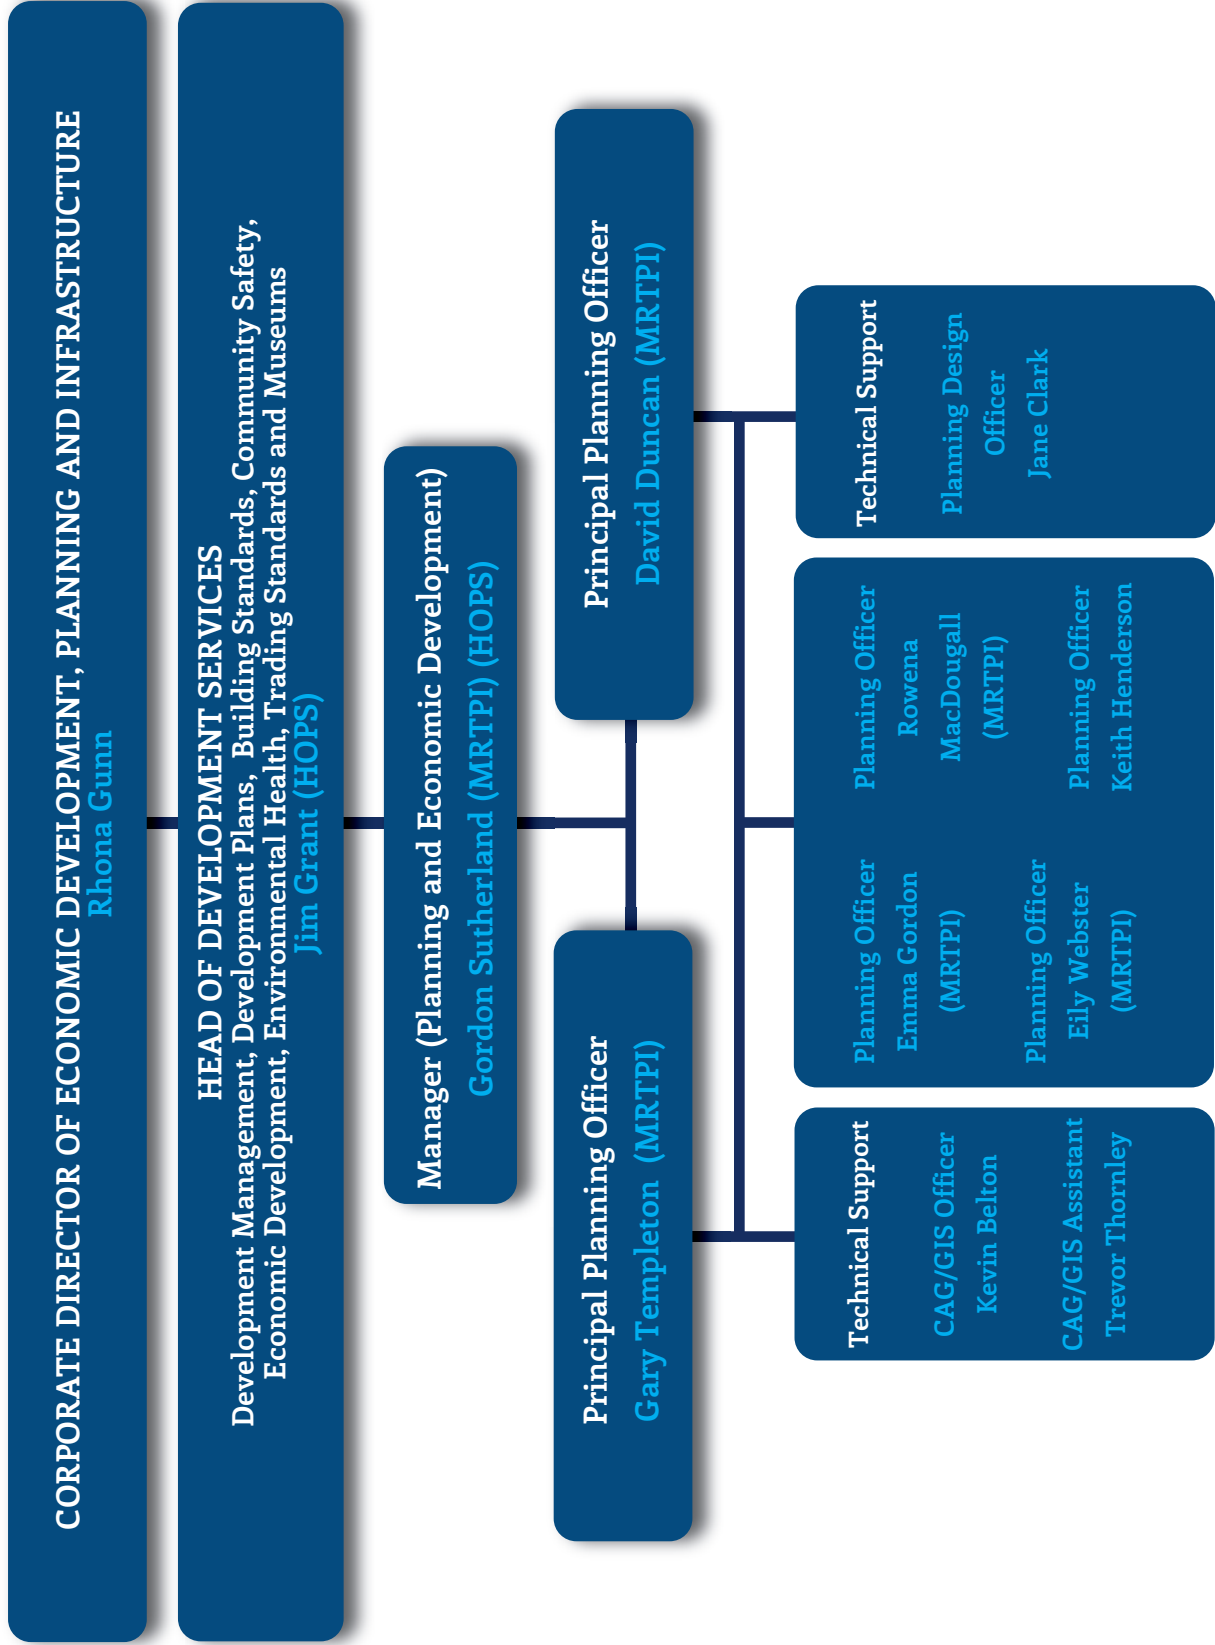 CORPORATE DIRECTOR OF ECONOMIC DEVELOPMENT, PLANNING AND INFRASTRUCTURE
Rhona Gunn
HEAD OF DEVELOPMENT SERVICES
Development Management, Development Plans, Building Standards, Community Safety,
Economic Development, Environmental Health, Trading Standards and Museums
Jim Grant (HOPS)
Manager (Planning and Economic Development)
Gordon Sutherland (MRTPI) (HOPS)
Principal Planning Officer
Gary Templeton (MRTPI)
Principal Planning Officer
David Duncan (MRTPI)
Technical Support
CAG/GIS Officer
Kevin Belton
CAG/GIS Assistant
Trevor Thornley
Planning Officer
Emma Gordon
(MRTPI)
Planning Officer
Eily Webster
(MRTPI)
Planning Officer
Rowena
MacDougall
(MRTPI)
Planning Officer
Keith Henderson
Technical Support
Planning Design
Officer
Jane Clark